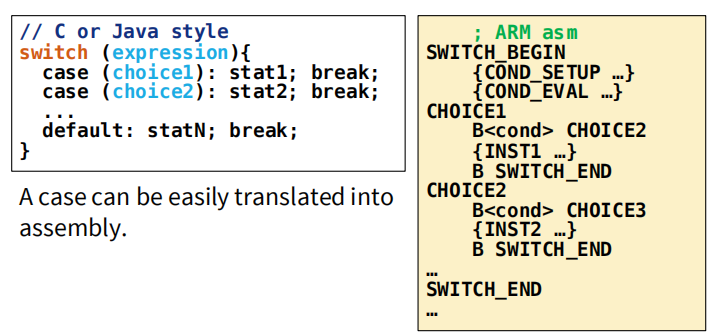 // C or Java style
switch (expression){
case (choice1): stat1; break;
case (choice2): stat2; break;
...
default: statN; break;
}
A case can be easily translated into
assembly.
; ARM asm
SWITCH_BEGIN
{COND_SETUP …}
{COND_EVAL …}
CHOICE1
B<cond> CHOICE2
{INST1 …}
B SWITCH_END
CHOICE2
B<cond> CHOICE3
{INST2 …}
B SWITCH_END
…
SWITCH_END
…